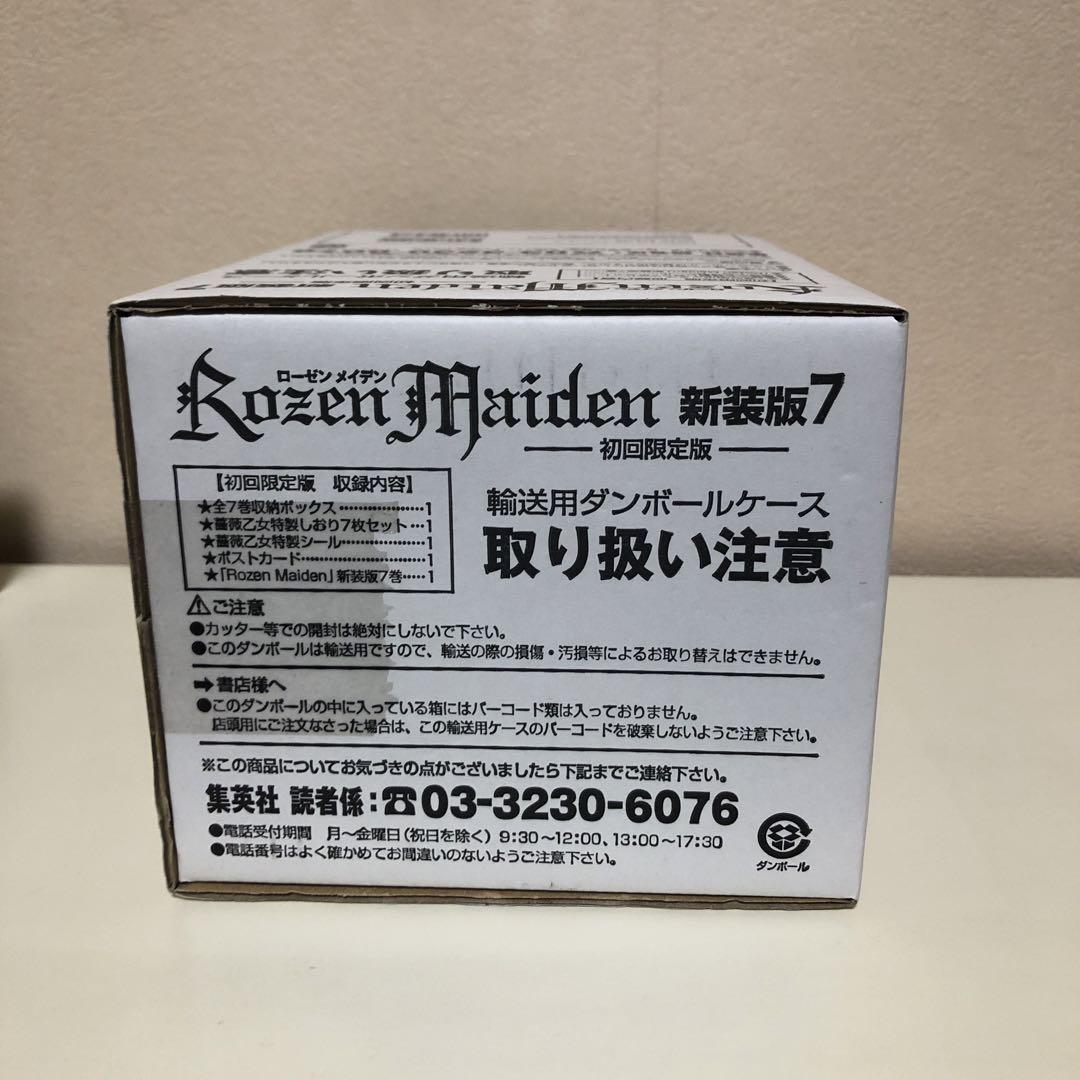 ローゼン メイデン
Rozen Maiden 新装版7
初回限定版
【初回限定版 収録内容】
★全7巻収納ボックス…………………1
★薔薇乙女特製しおり7枚セット…1
★薔薇乙女特製シール…………………1
★ポストカード…………………………1
★「Rozen Maiden」新装版7巻……1
輸送用ダンボールケース
取り扱い注意
⚠ご注意
●カッター等での開封は絶対にしないで下さい。
●このダンボールは輸送用ですので、輸送の際の損傷・汚損等によるお取り替えはできません。
➡書店様へ
●このダンボールの中に入っている箱にはバーコード類は入っておりません。
店頭用にご注文なさった場合は、この輸送用ケースのバーコードを破棄しないようご注意下さい。
※この商品についてお気づきの点がございましたら下記までご連絡下さい。
集英社 読者係:☎03-3230-6076
●電話受付期間 月〜金曜日(祝日を除く)9:30〜12:00、13:00〜17:30
●電話番号はよく確かめてお間違いのないようご注意下さい。
ダンボール